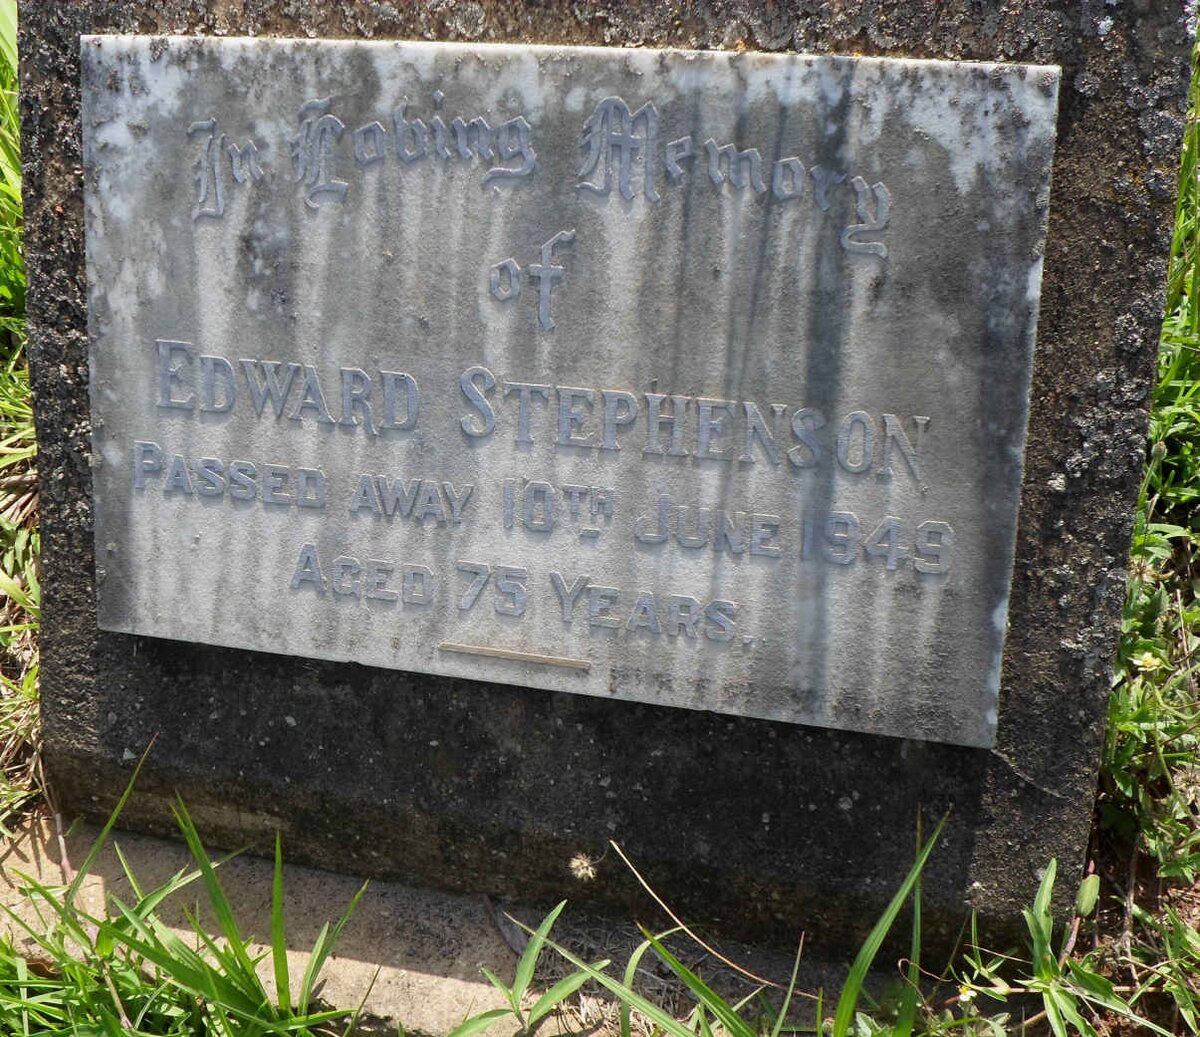 In Loving Memory
of
EDWARD STEPHENSON
PASSED AWAY 10TH JUNE 1949
AGED 75 YEARS.